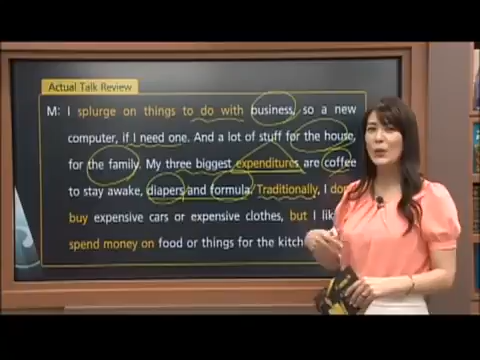 Actual Talk Review
M: I splurge on things to do with business, so a new
computer, if I need one. And a lot of stuff for the house,
for the family. My three biggest expenditures are (coffee
to stay awake, diapers and formula. Traditionally, I
buy expensive cars or expensive clothes, but I
spend money on food or things for the